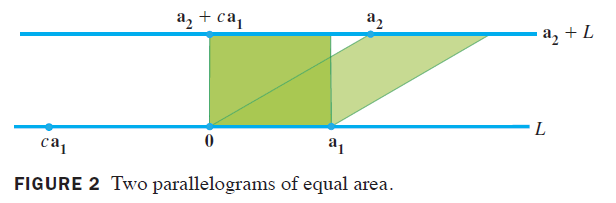 a₂ + ca₁
a₂
a₂ + L
ca₁
0
a₁
L
FIGURE 2 Two parallelograms of equal area.